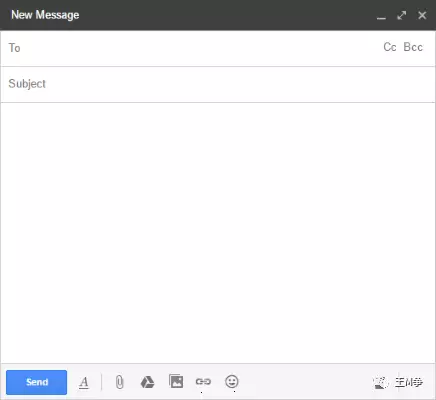 New Message
To Cc Bcc
Subject
Send A